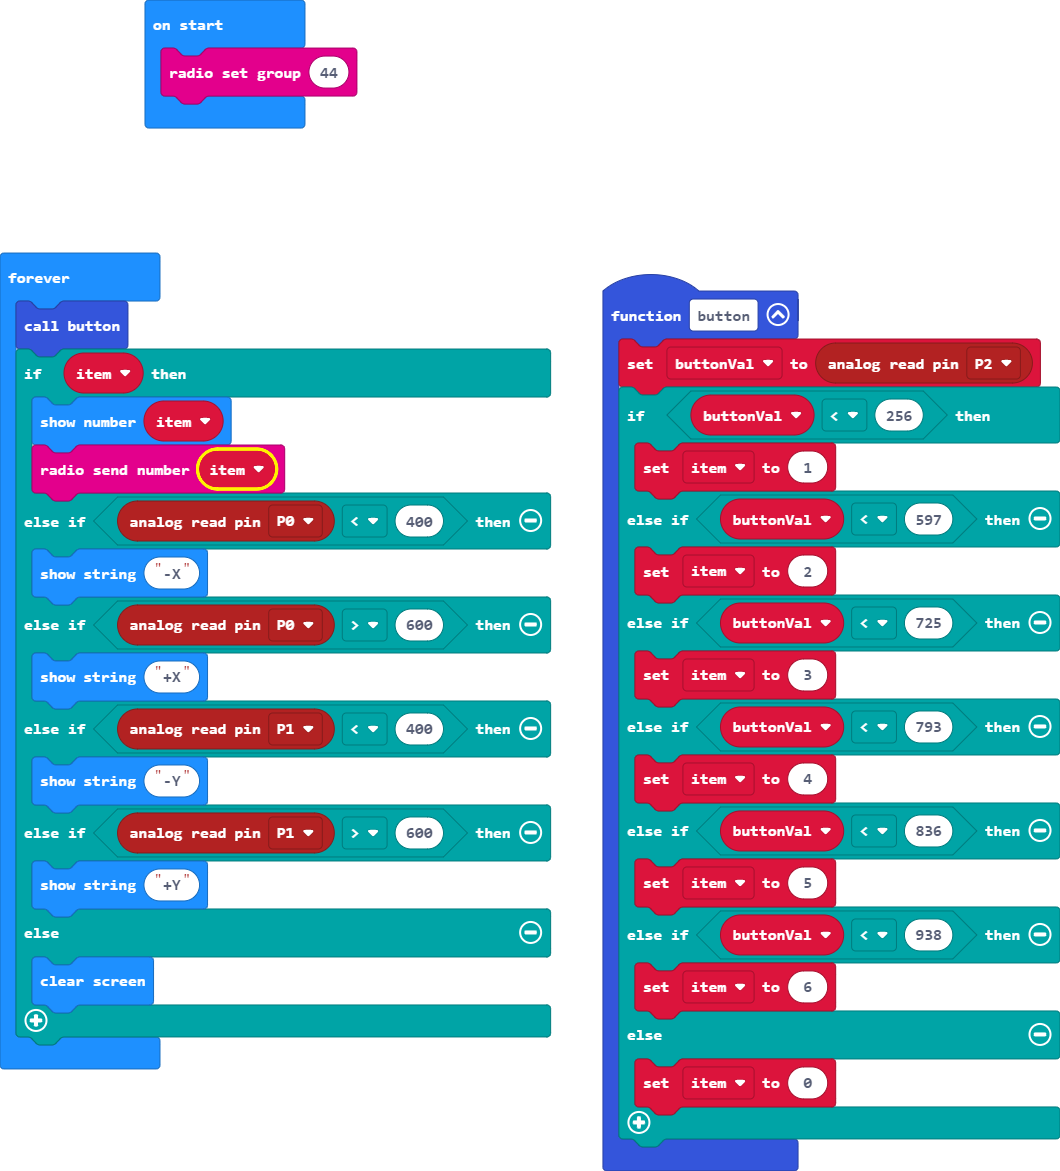 on start
radio set group 44
forever
call button
if item then
show number item
radio send number item
else if analog read pin P0 < 400 then
show string "-X"
else if analog read pin P0 > 600 then
show string "+X"
else if analog read pin P1 < 400 then
show string "-Y"
else if analog read pin P1 > 600 then
show string "+Y"
else
clear screen
function button
set buttonVal to analog read pin P2
if buttonVal < 256 then
set item to 1
else if buttonVal < 597 then
set item to 2
else if buttonVal < 725 then
set item to 3
else if buttonVal < 793 then
set item to 4
else if buttonVal < 836 then
set item to 5
else if buttonVal < 938 then
set item to 6
else
set item to 0